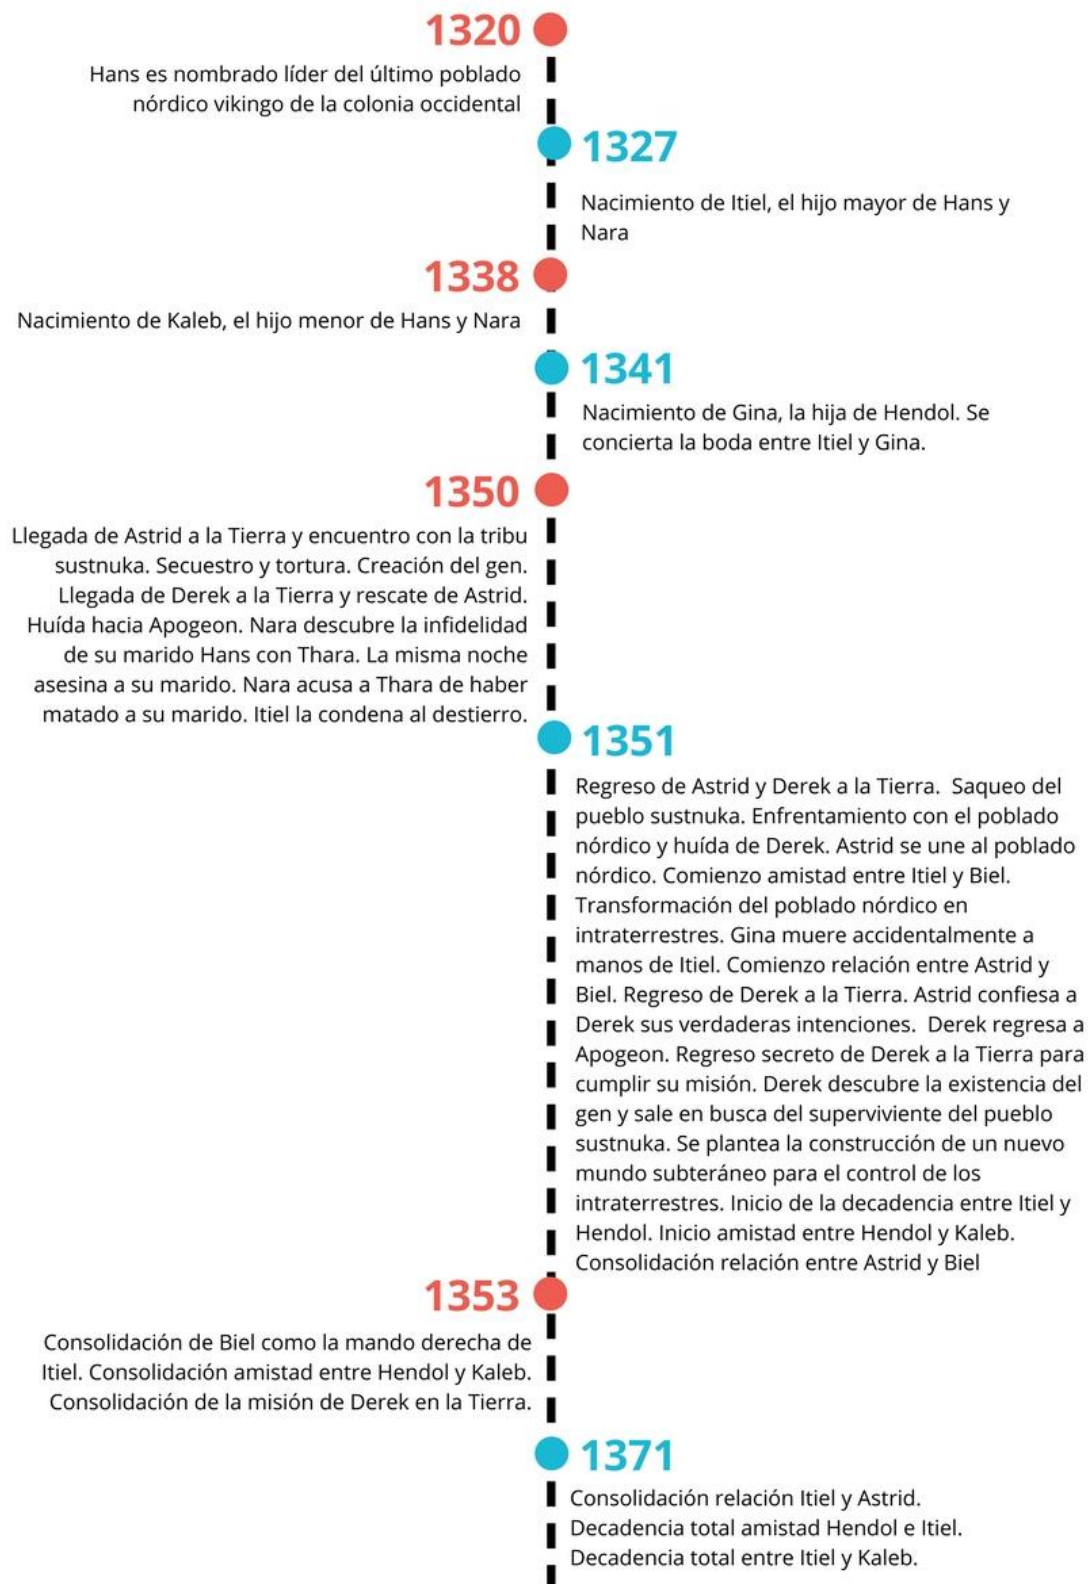 1320
Hans es nombrado líder del último poblado
nórdico vikingo de la colonia occidental
1327
Nacimiento de Itiel, el hijo mayor de Hans y
Nara
1338
Nacimiento de Kaleb, el hijo menor de Hans y Nara
1341
Nacimiento de Gina, la hija de Hendol. Se
concierta la boda entre Itiel y Gina.
1350
Llegada de Astrid a la Tierra y encuentro con la tribu
sustnuka. Secuestro y tortura. Creación del gen.
Llegada de Derek a la Tierra y rescate de Astrid.
Huída hacia Apogeon. Nara descubre la infidelidad
de su marido Hans con Thara. La misma noche
asesina a su marido. Nara acusa a Thara de haber
matado a su marido. Itiel la condena al destierro.
1351
Regreso de Astrid y Derek a la Tierra.  Saqueo del
pueblo sustnuka. Enfrentamiento con el poblado
nórdico y huída de Derek. Astrid se une al poblado
nórdico. Comienzo amistad entre Itiel y Biel.
Transformación del poblado nórdico en
intraterrestres. Gina muere accidentalmente a
manos de Itiel. Comienzo relación entre Astrid y
Biel. Regreso de Derek a la Tierra. Astrid confiesa a
Derek sus verdaderas intenciones.  Derek regresa a
Apogeon. Regreso secreto de Derek a la Tierra para
cumplir su misión. Derek descubre la existencia del
gen y sale en busca del superviviente del pueblo
sustnuka. Se plantea la construcción de un nuevo
mundo subteráneo para el control de los
intraterrestres. Inicio de la decadencia entre Itiel y
Hendol. Inicio amistad entre Hendol y Kaleb.
Consolidación relación entre Astrid y Biel
1353
Consolidación de Biel como la mando derecha de
Itiel. Consolidación amistad entre Hendol y Kaleb.
Consolidación de la misión de Derek en la Tierra.
1371
Consolidación relación Itiel y Astrid.
Decadencia total amistad Hendol e Itiel.
Decadencia total entre Itiel y Kaleb.